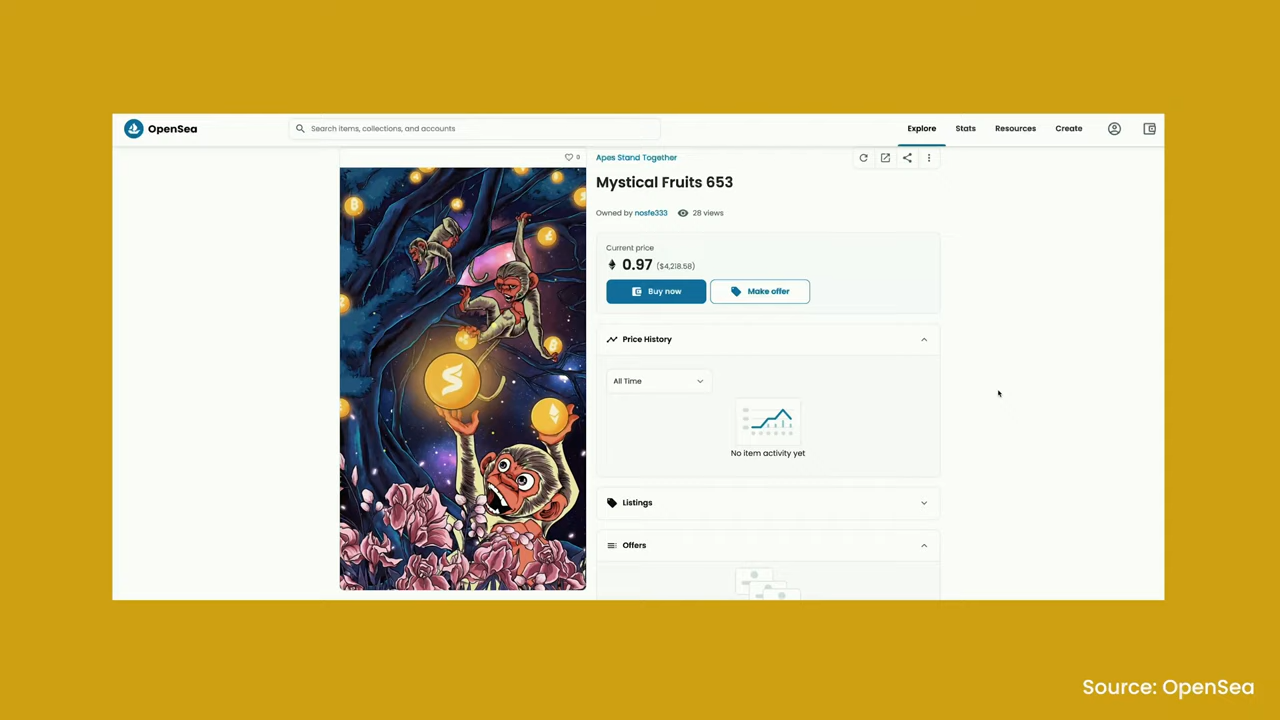 OpenSea
Search items, collections, and accounts
Explore
Stats
Resources
Create
0
Apes Stand Together
Mystical Fruits 653
Owned by nosfe333
28 views
Current price
0.97 ($4,218.58)
Buy now
Make offer
Price History
All Time
No item activity yet
Listings
Offers
Source: OpenSea